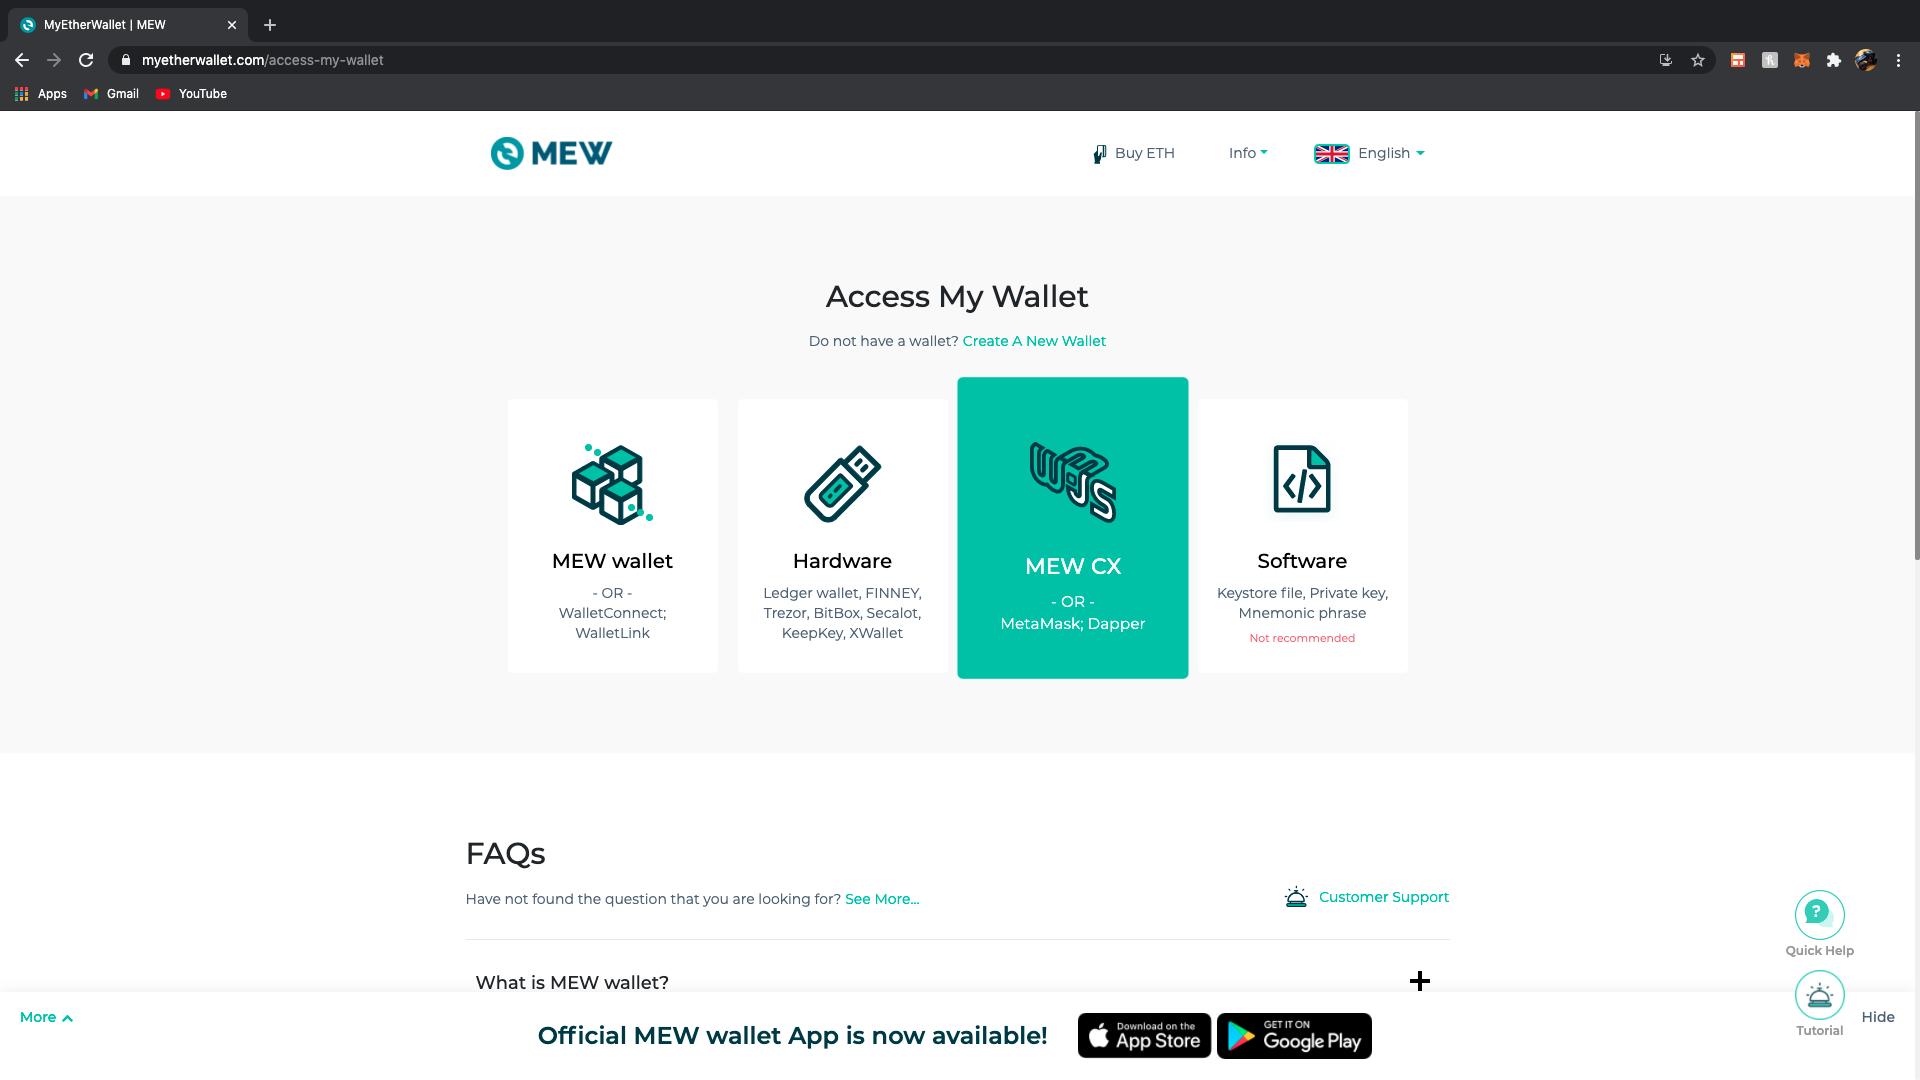 MyEtherWallet | MEW
myetherwallet.com/access-my-wallet
Apps
Gmail
YouTube
MEW
Buy ETH
Info
English
Access My Wallet
Do not have a wallet? Create A New Wallet
MEW wallet
- OR -
WalletConnect;
WalletLink
Hardware
Ledger wallet, FINNEY,
Trezor, BitBox, Secalot,
KeepKey, XWallet
WEB
JS
MEW CX
- OR -
MetaMask; Dapper
Software
Keystore file, Private key,
Mnemonic phrase
Not recommended
FAQs
Have not found the question that you are looking for? See More...
Customer Support
What is MEW wallet?
?
Quick Help
Tutorial
Hide
More
Official MEW wallet App is now available!
Download on the
App Store
GET IT ON
Google Play